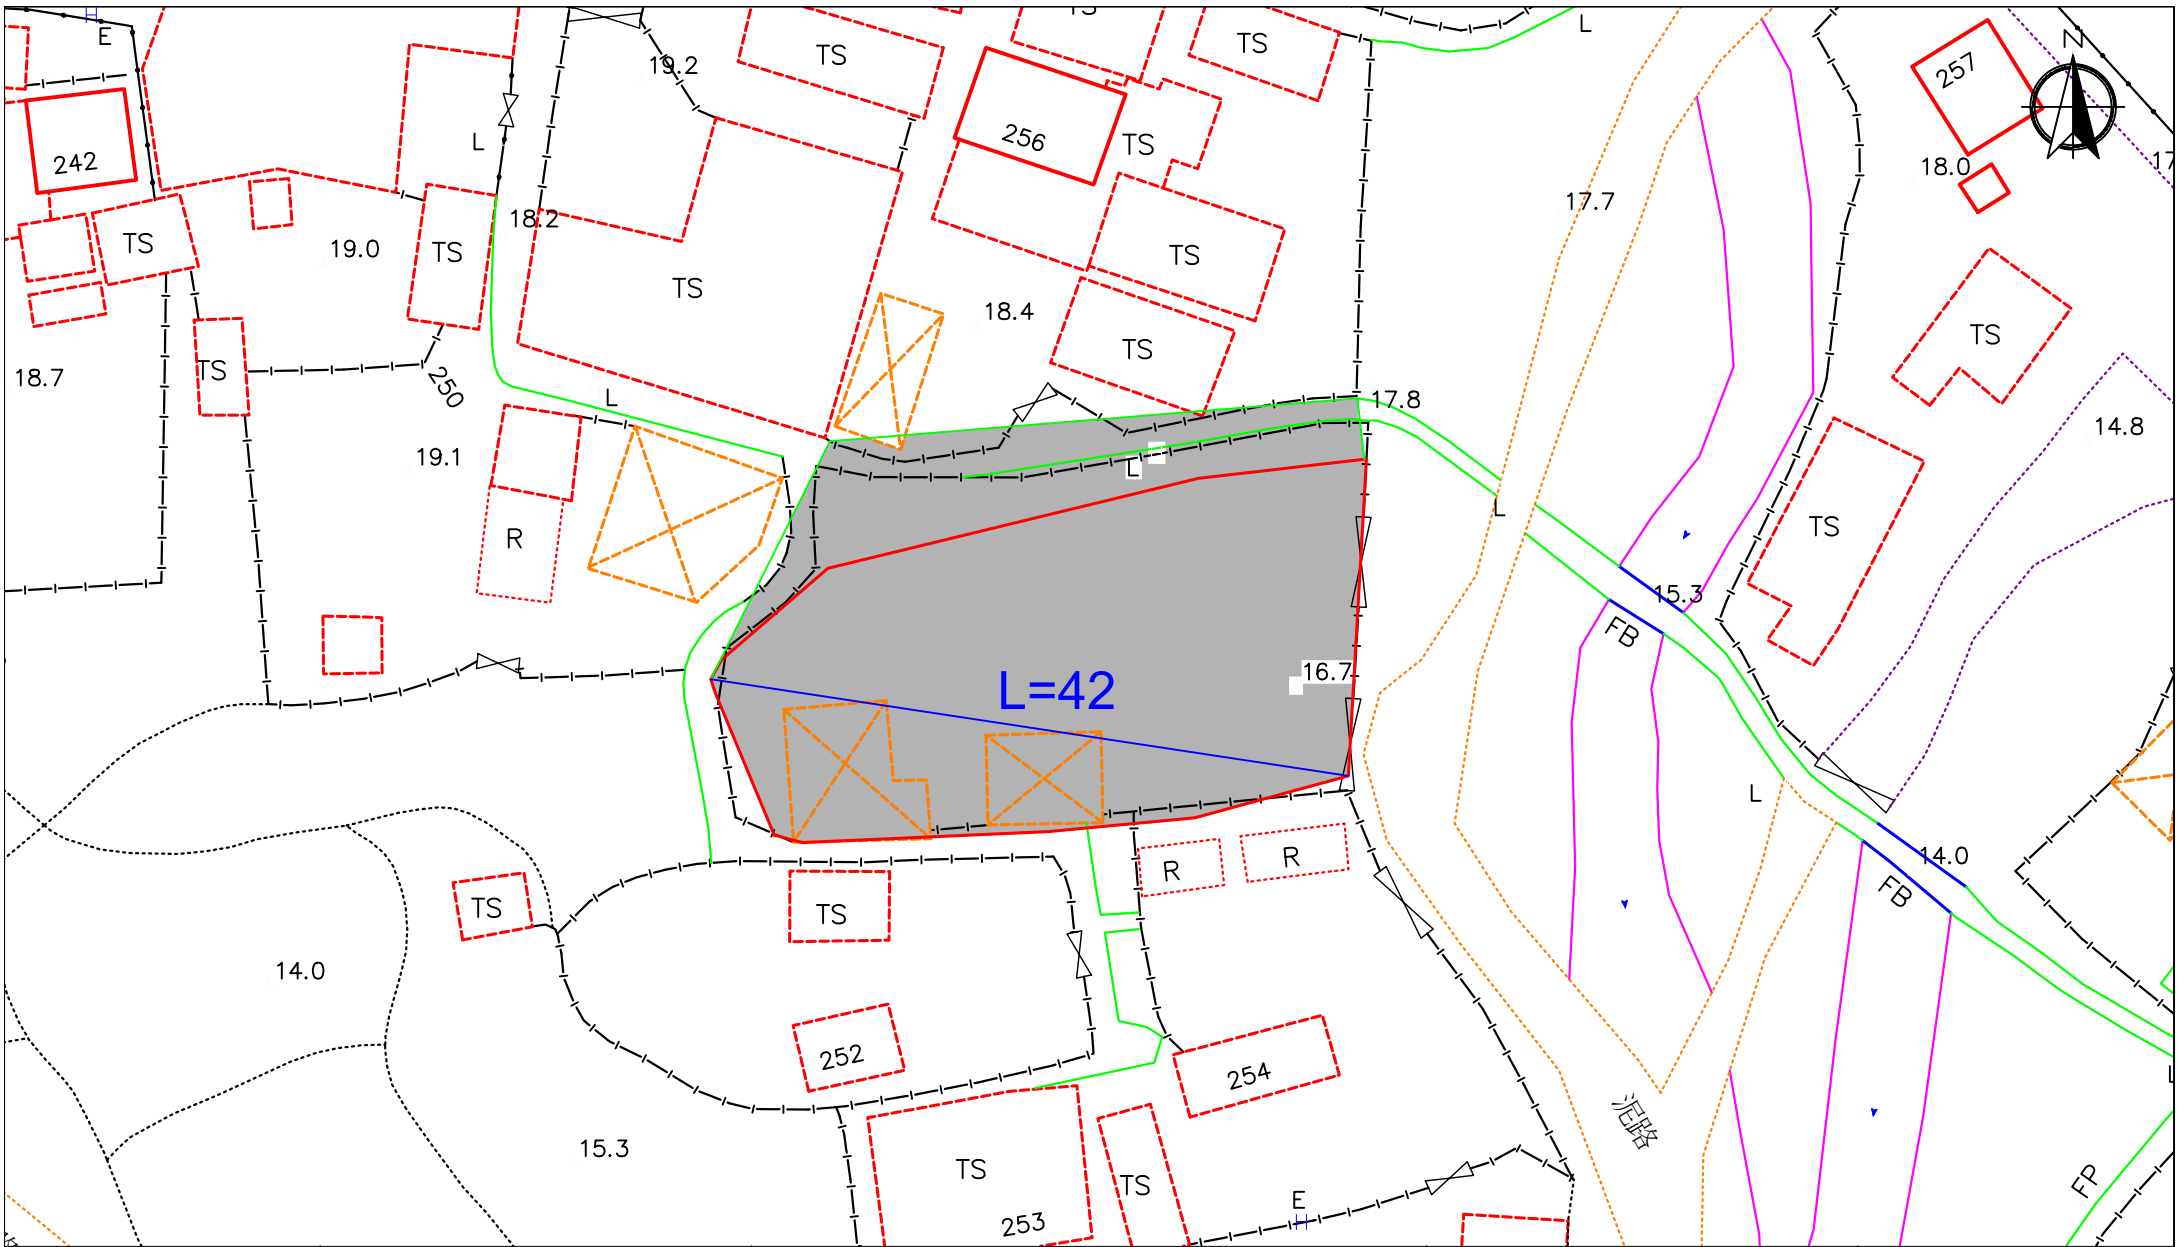 H
E
TS
19.2
TS
TS
L
257
N
242
L
256
TS
18.0
17
TS
19.0
TS
18.2
TS
TS
17.7
18.4
TS
TS
18.7
TS
250
L
17.8
14.8
19.1
L
R
L
TS
15.3
FB
16.7
L=42
L
14.0
FB
R
R
TS
TS
14.0
252
254
15.3
泥路
TS
TS
253
E
H
FP
L